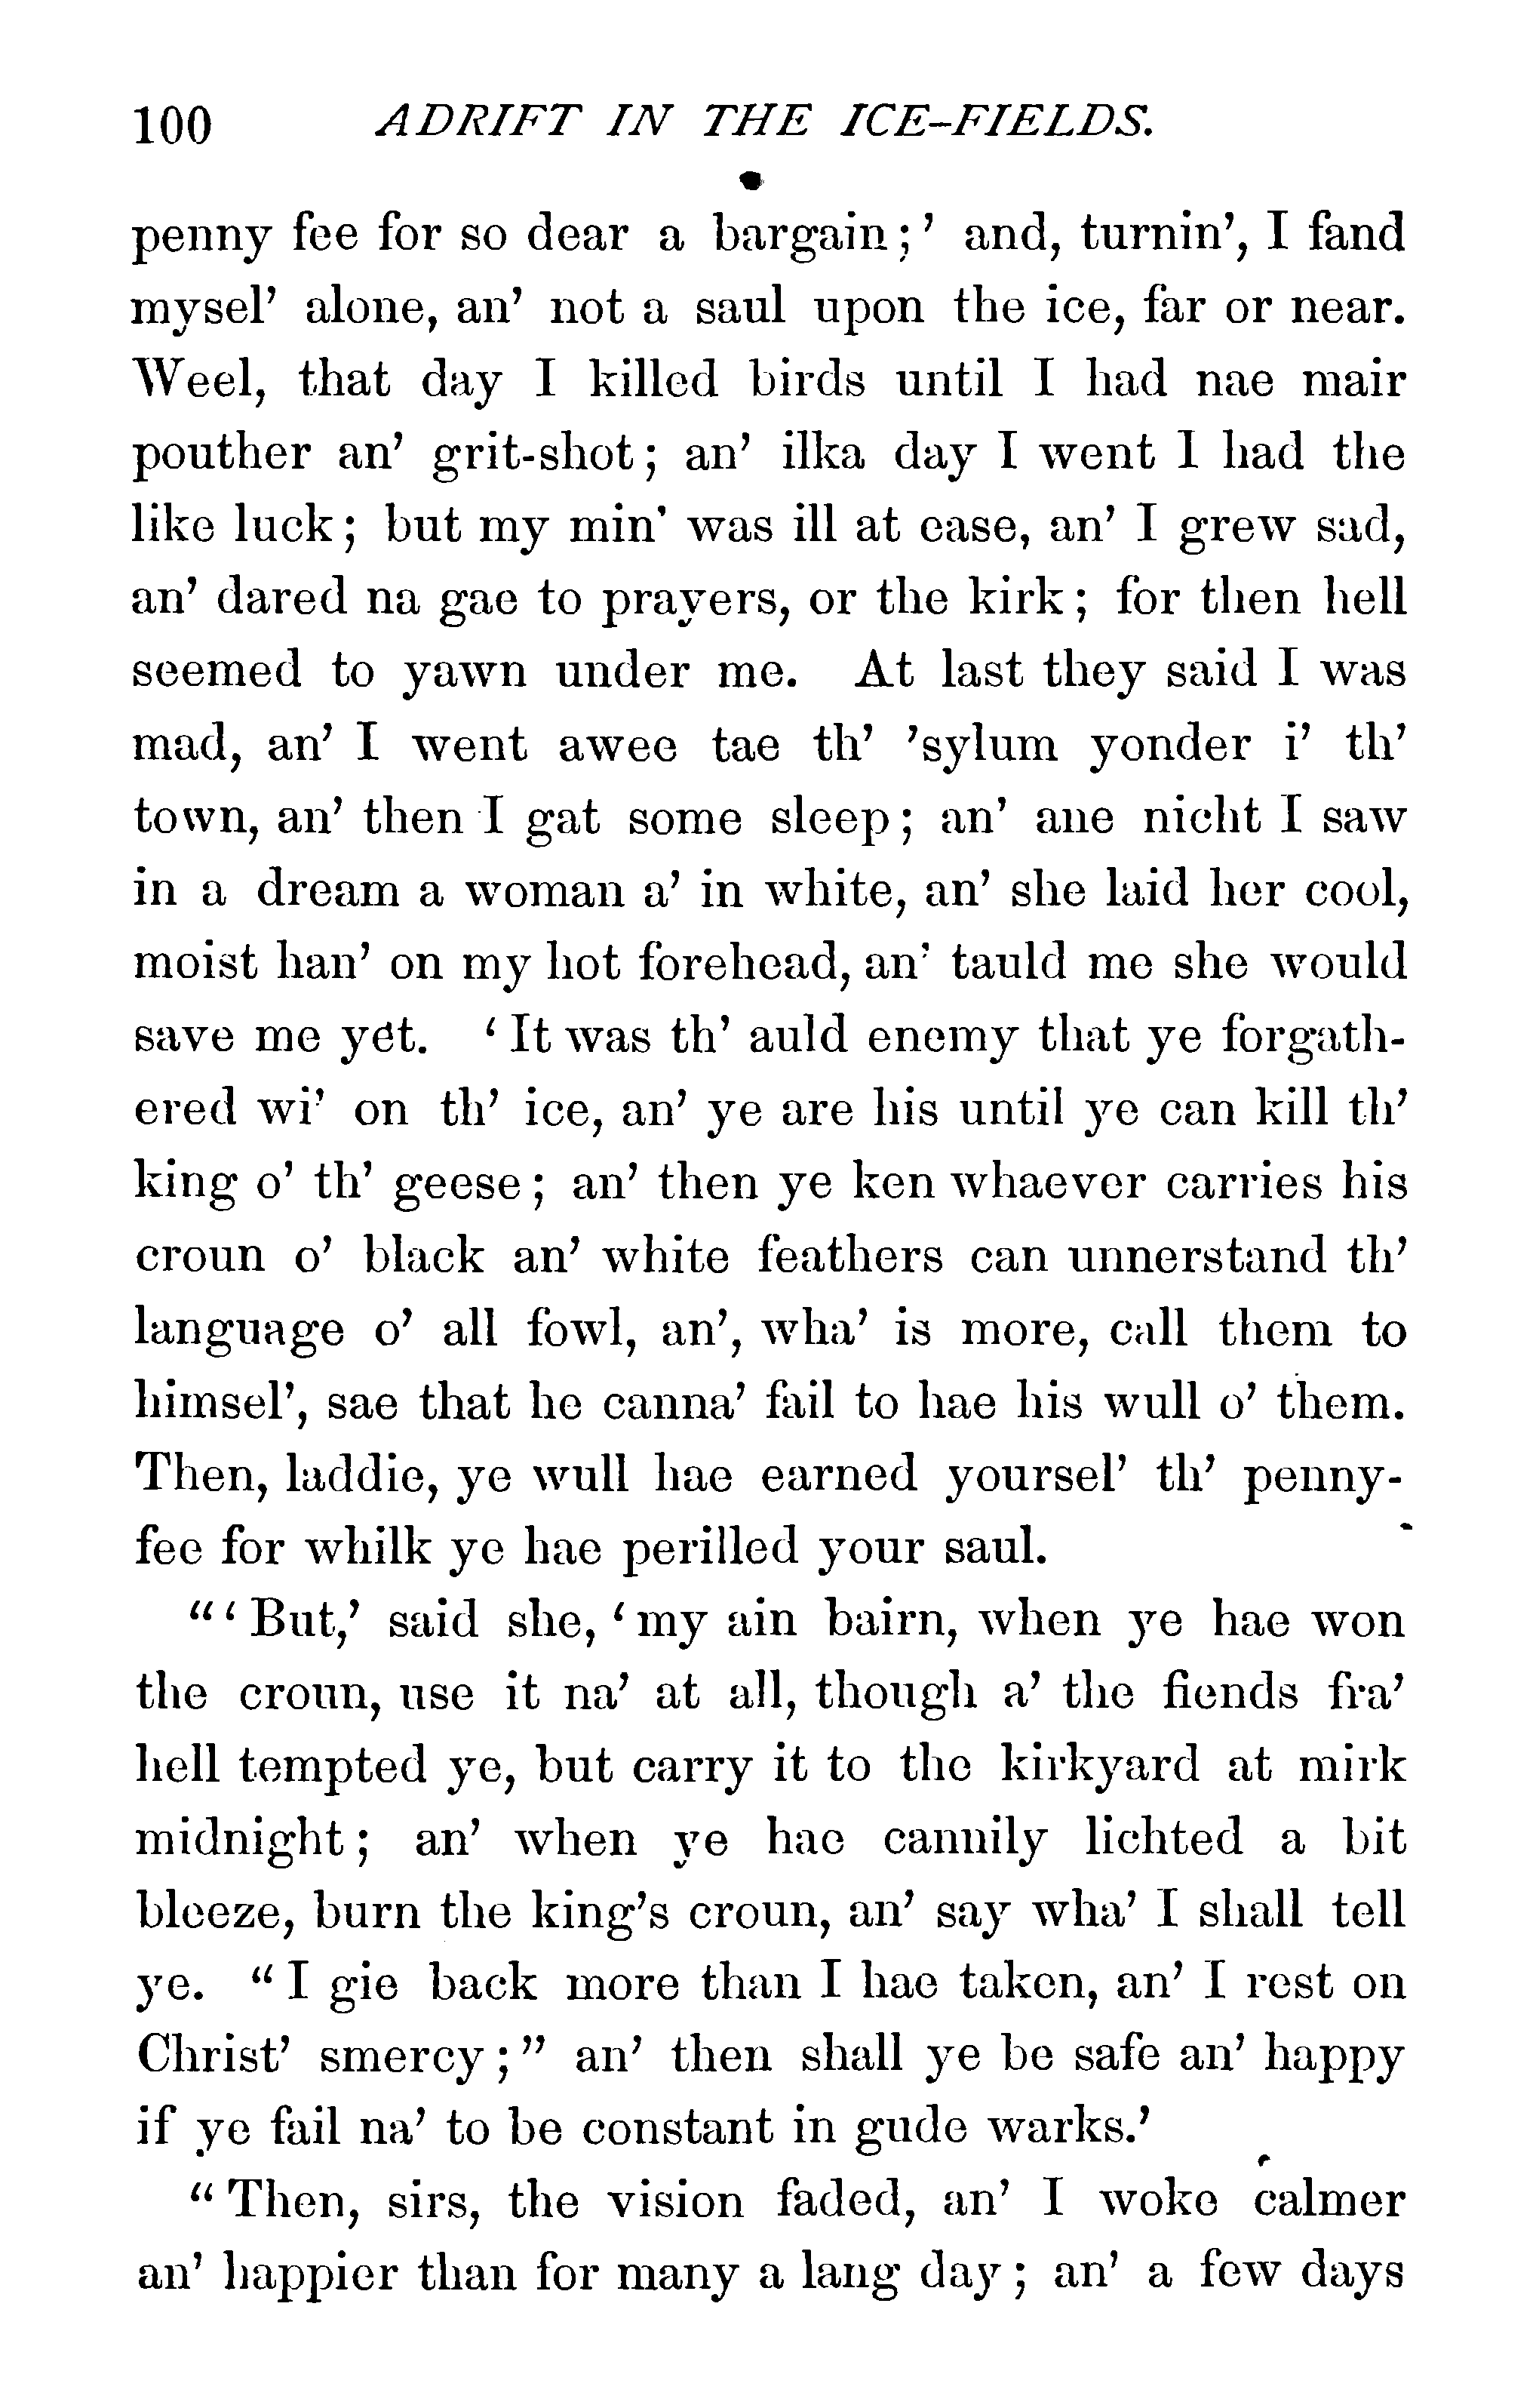 100 ADRIFT IN THE ICE-FIELDS.
penny fee for so dear a bargain;’ and, turnin’, I fand
mysel’ alone, an’ not a saul upon the ice, far or near.
Weel, that day I killed birds until I had nae mair
pouther an’ grit-shot; an’ ilka day I went I had the
like luck; but my min’ was ill at ease, an’ I grew sad,
an’ dared na gae to prayers, or the kirk; for then hell
seemed to yawn under me. At last they said I was
mad, an’ I went awee tae th’ ’sylum yonder i’ th’
town, an’ then I gat some sleep; an’ ane nicht I saw
in a dream a woman a’ in white, an’ she laid her cool,
moist han’ on my hot forehead, an’ tauld me she would
save me yet. ‘It was th’ auld enemy that ye forgath-
ered wi’ on th’ ice, an’ ye are his until ye can kill th’
king o’ th’ geese; an’ then ye ken whaever carries his
croun o’ black an’ white feathers can unnerstand th’
language o’ all fowl, an’, wha’ is more, call them to
himsel’, sae that he canna’ fail to hae his wull o’ them.
Then, laddie, ye wull hae earned yoursel’ th’ penny-
fee for whilk ye hae perilled your saul.
“‘But,’ said she, ‘my ain bairn, when ye hae won
the croun, use it na’ at all, though a’ the fiends fra’
hell tempted ye, but carry it to the kirkyard at mirk
midnight; an’ when ye hae cannily lichted a bit
bleeze, burn the king’s croun, an’ say wha’ I shall tell
ye. “I gie back more than I hae taken, an’ I rest on
Christ’ smercy;” an’ then shall ye be safe an’ happy
if ye fail na’ to be constant in gude warks.’
“Then, sirs, the vision faded, an’ I woke calmer
an’ happier than for many a lang day; an’ a few days